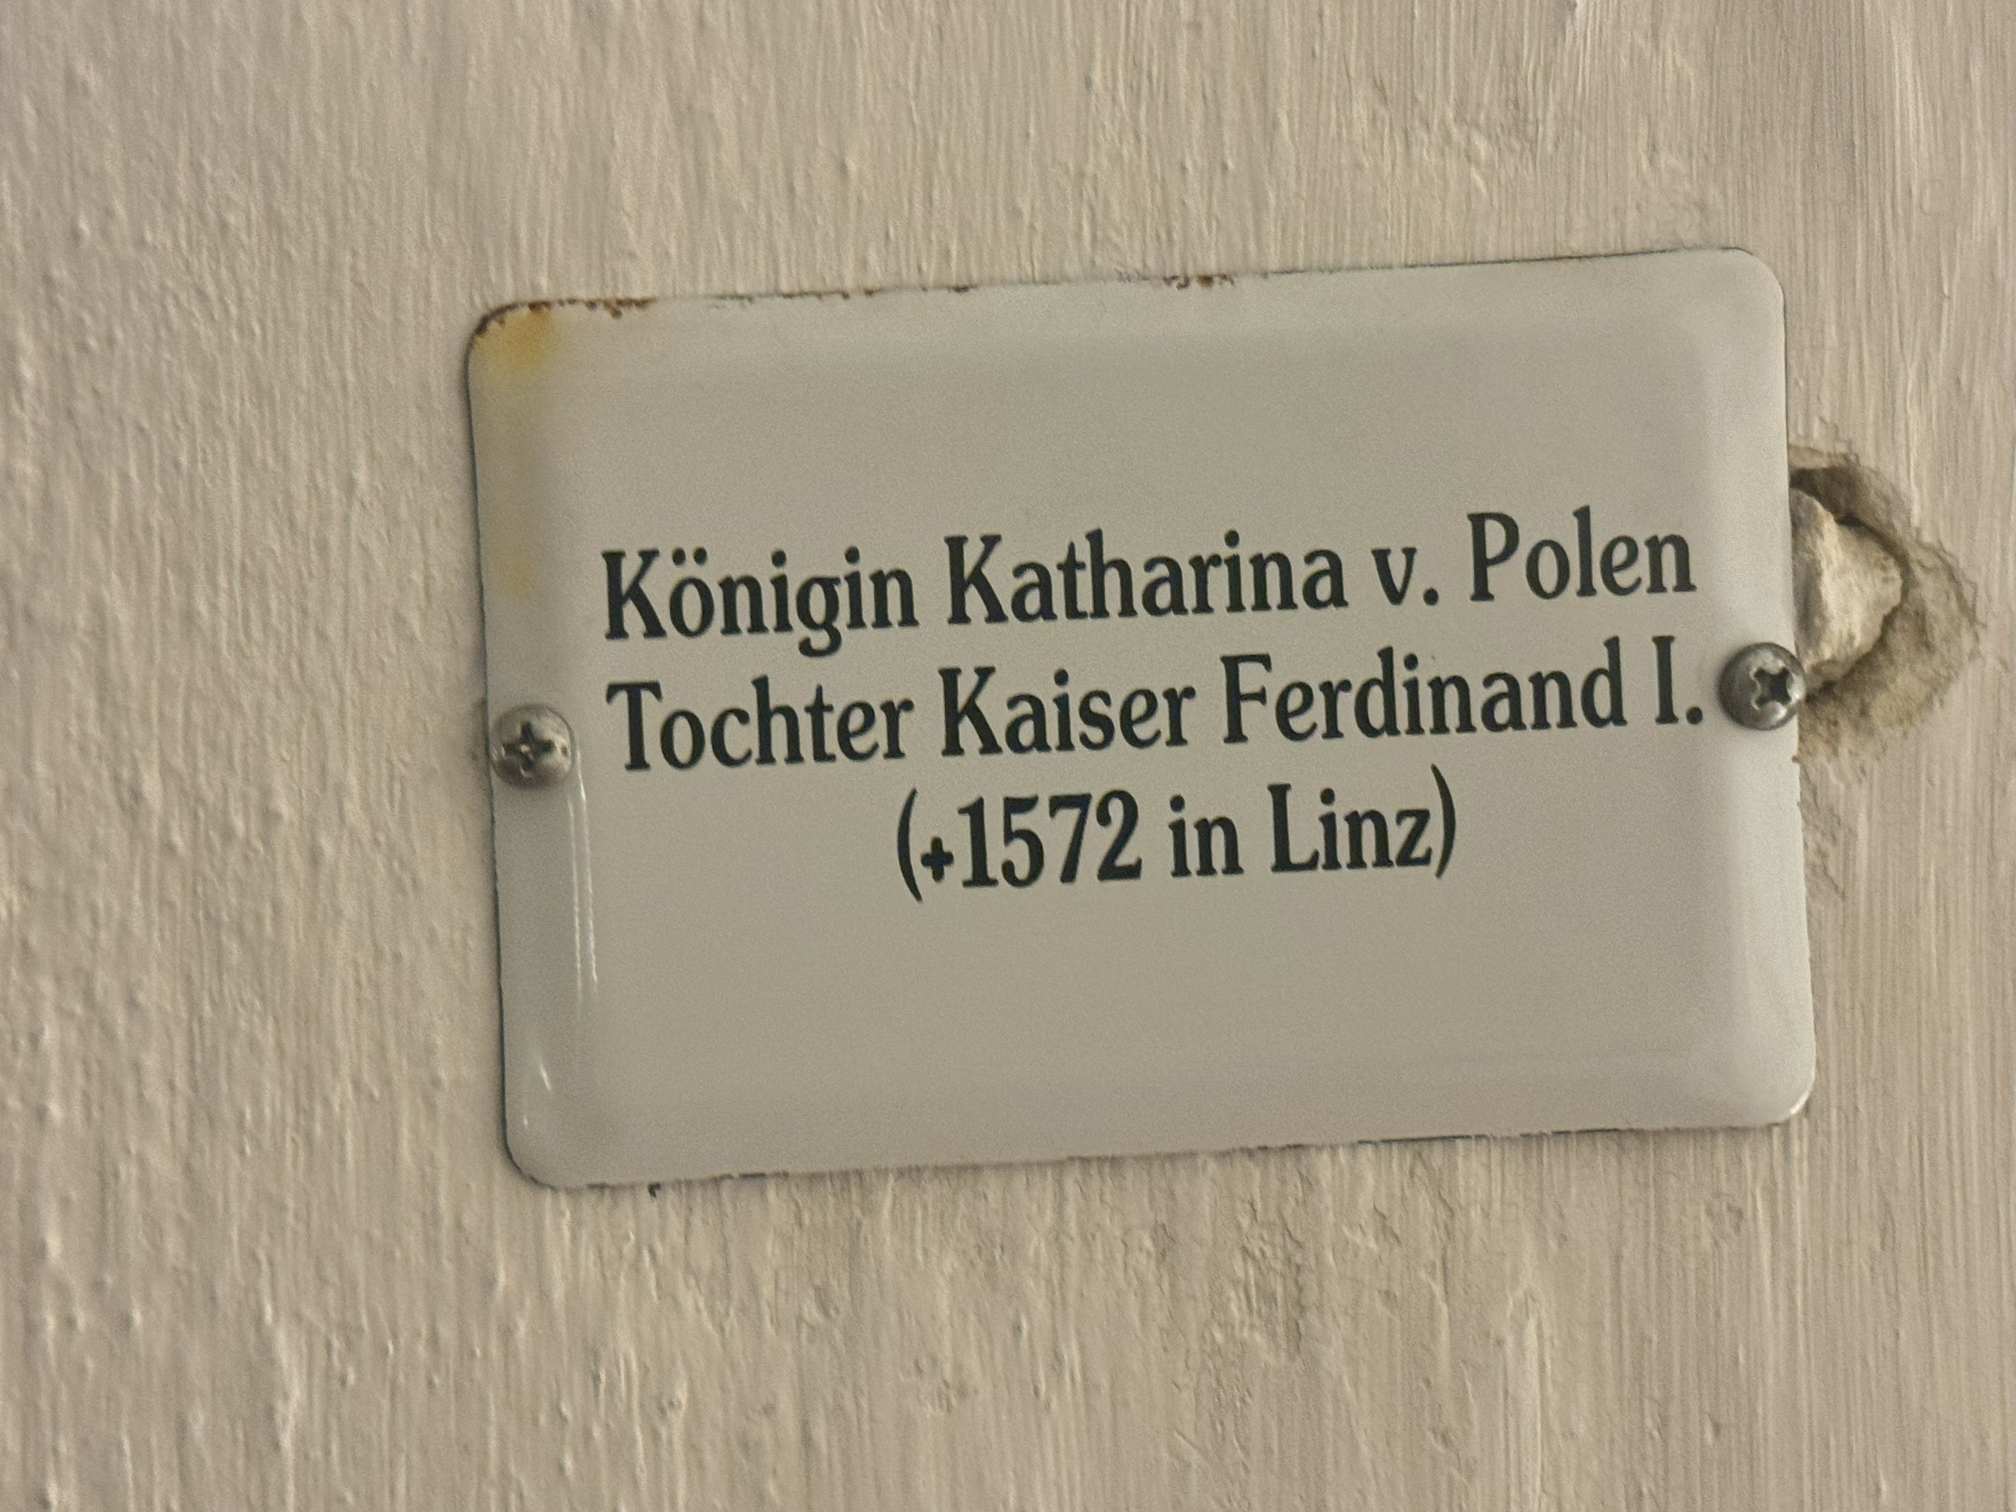 Königin Katharina v. Polen
Tochter Kaiser Ferdinand I.
(+1572 in Linz)